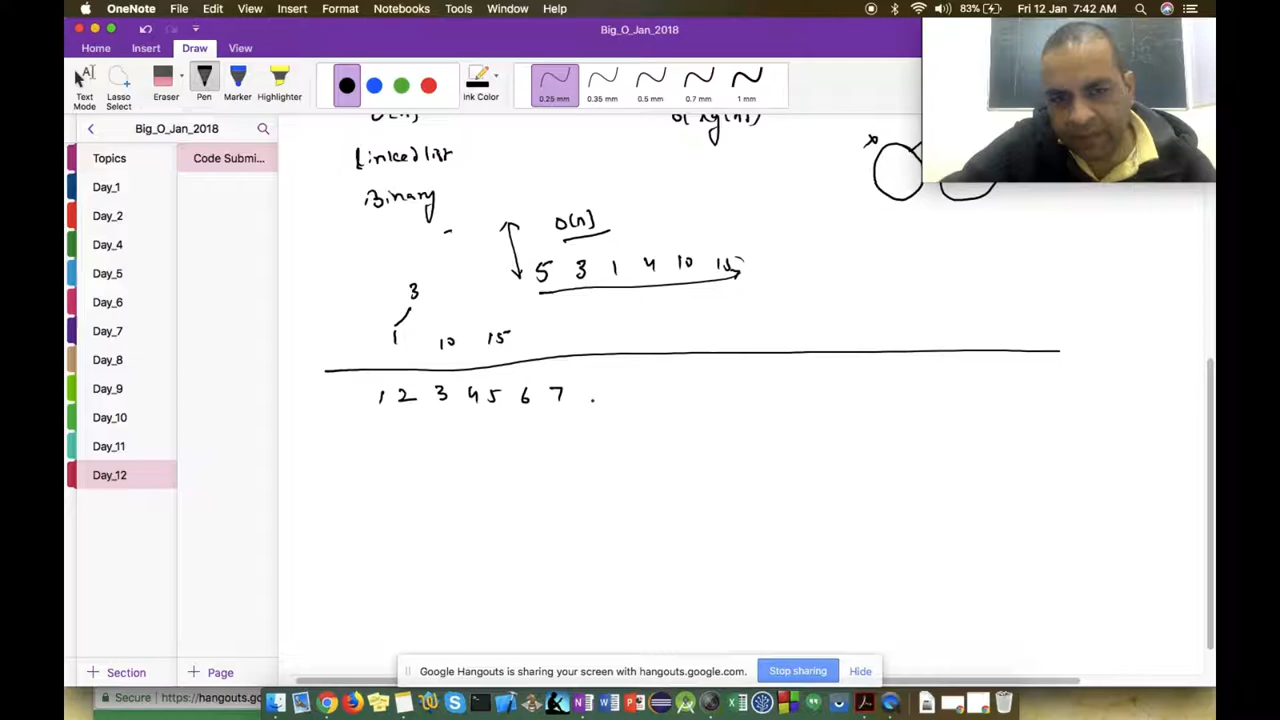 OneNote File Edit View Insert Format Notebooks Tools Window Help 83% Fri 12 Jan 7:42 AM
Big_O_Jan_2018
Home Insert Draw View
Text Mode Lasso Select Eraser Pen Marker Highlighter Ink Color 0.25 mm 0.35 mm 0.5 mm 0.7 mm 1 mm
Big_O_Jan_2018
Topics Code Submi...
Day_1
Day_2
Day_4
Day_5
Day_6
Day_7
Day_8
Day_9
Day_10
Day_11
Day_12
Linked list
Binary
O(n)
5 3 1 4 10 15
3
1 10 15
1 2 3 4 5 6 7 .
+ Section + Page
Google Hangouts is sharing your screen with hangouts.google.com. Stop sharing Hide
Secure https://hangouts.go